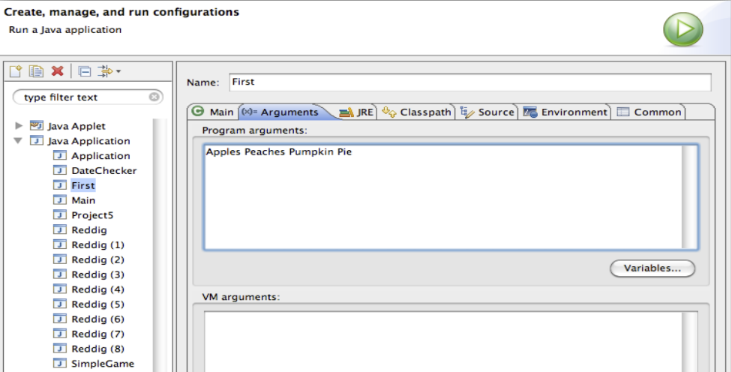 Create, manage, and run configurations
Run a Java application
type filter text
Java Applet
Java Application
Application
DateChecker
First
Main
Project5
Reddig
Reddig (1)
Reddig (2)
Reddig (3)
Reddig (4)
Reddig (5)
Reddig (6)
Reddig (7)
Reddig (8)
SimpleGame
Name: First
Main (x)= Arguments JRE Classpath Source Environment Common
Program arguments:
Apples Peaches Pumpkin Pie
Variables...
VM arguments: